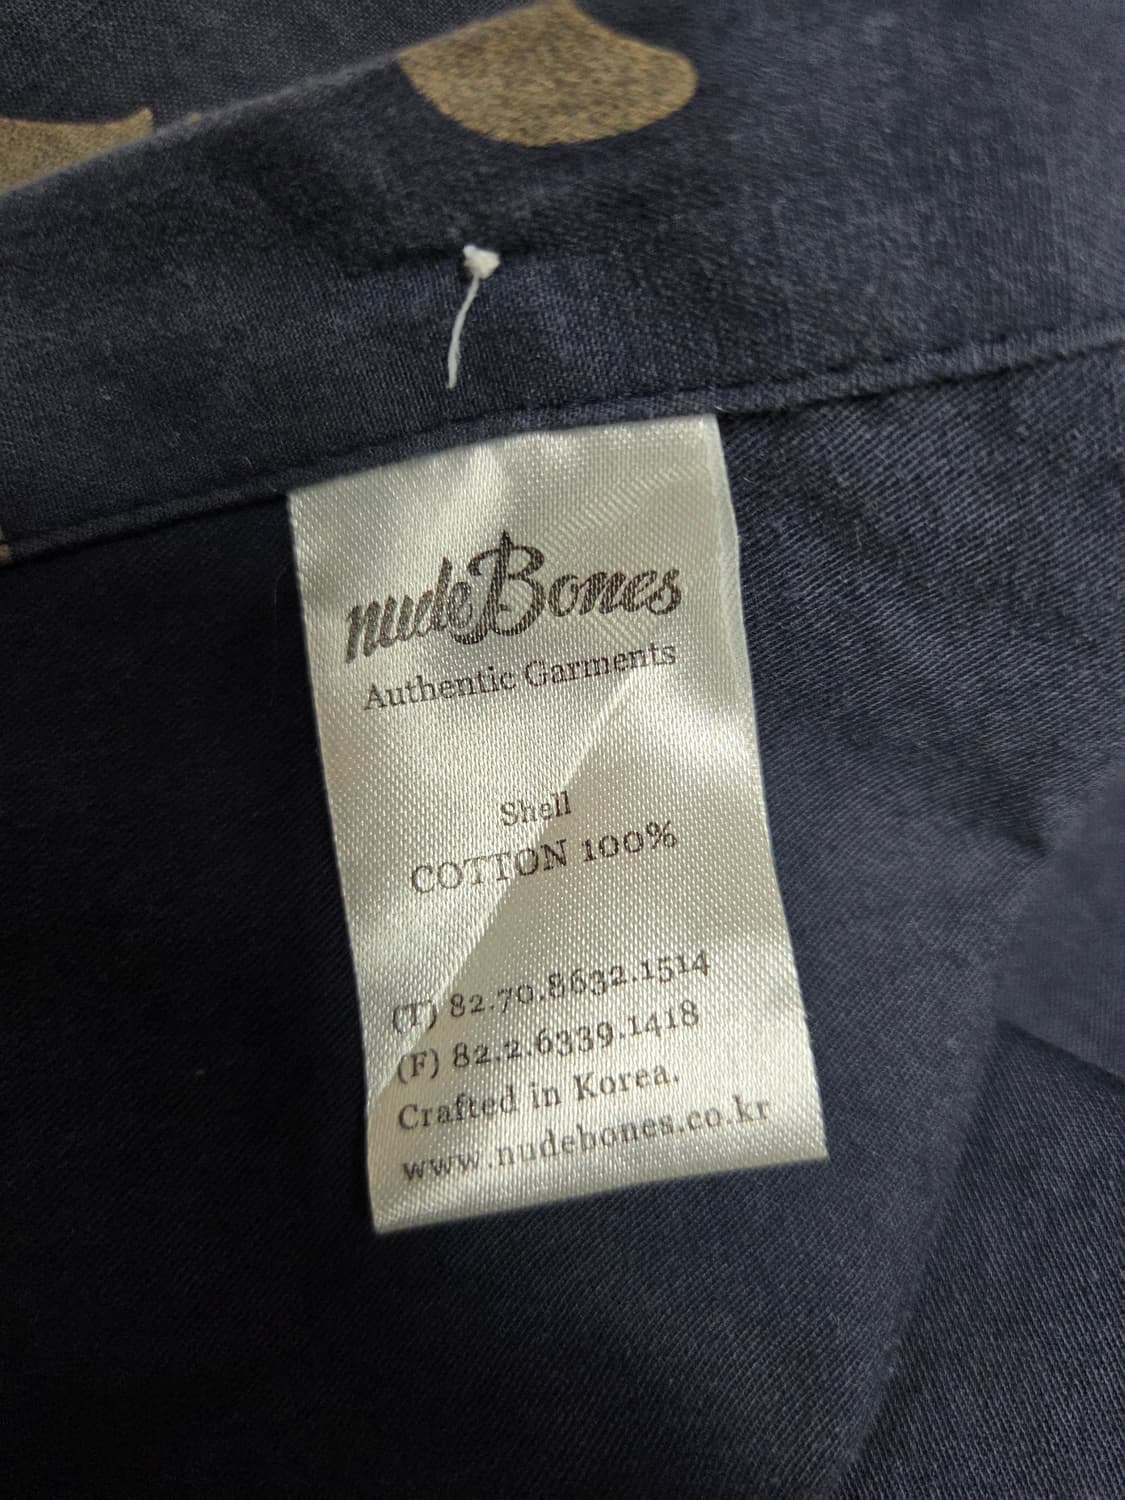 nudeBones
Authentic Garments
Shell
COTTON 100%
(T) 82.70.8632.1514
(F) 82.2.6339.1418
Crafted in Korea.
www.nudebones.co.kr